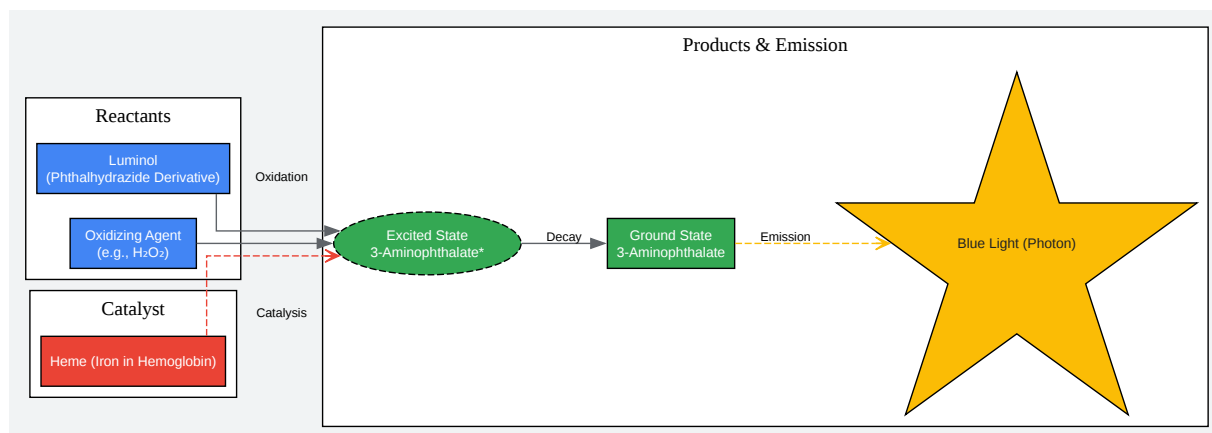 Products & Emission
Reactants
Luminol
(Phthalhydrazide Derivative)
Oxidizing Agent
(e.g., H₂O₂)
Catalyst
Heme (Iron in Hemoglobin)
Oxidation
Catalysis
Excited State
3-Aminophthalate*
Decay
Ground State
3-Aminophthalate
Emission
Blue Light (Photon)